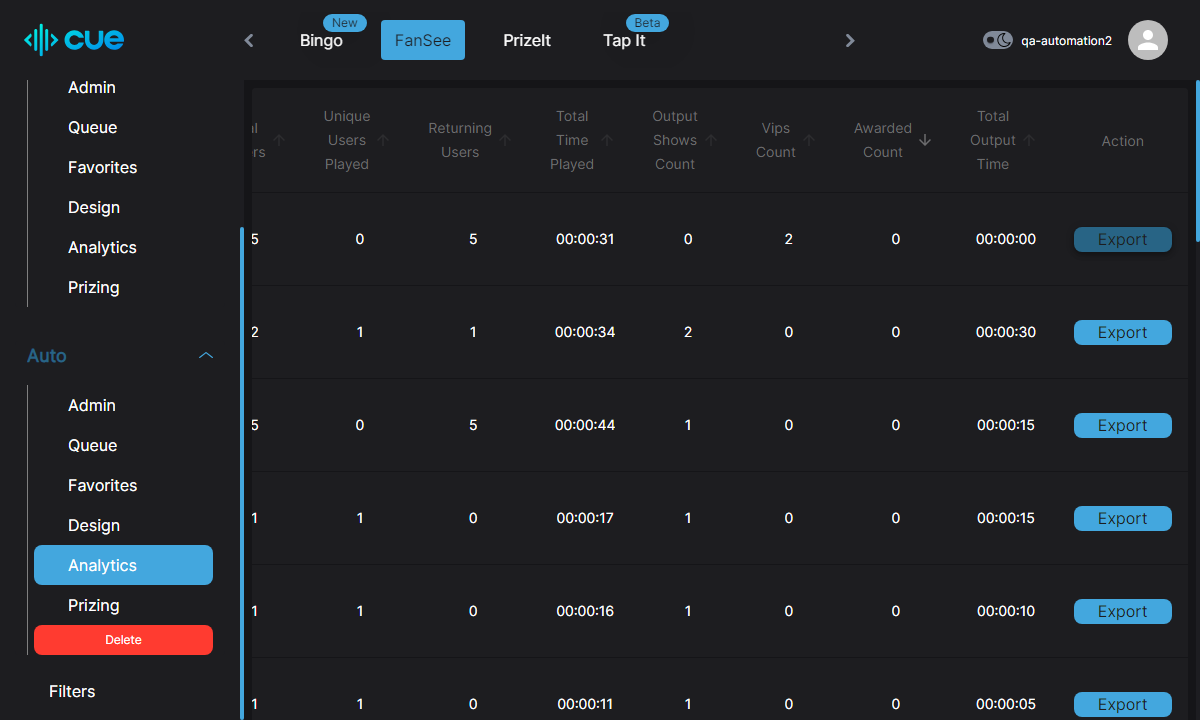 cue
New
Bingo
FanSee
PrizeIt
Beta
Tap It
qa-automation2
Admin
Queue
Favorites
Design
Analytics
Prizing
Auto
Admin
Queue
Favorites
Design
Analytics
Prizing
Delete
Filters
Unique Users Played
Returning Users
Total Time Played
Output Shows Count
Vips Count
Awarded Count
Total Output Time
Action
5 0 5 00:00:31 0 2 0 00:00:00 Export
2 1 1 00:00:34 2 0 0 00:00:30 Export
5 0 5 00:00:44 1 0 0 00:00:15 Export
1 1 0 00:00:17 1 0 0 00:00:15 Export
1 1 0 00:00:16 1 0 0 00:00:10 Export
1 1 0 00:00:11 1 0 0 00:00:05 Export